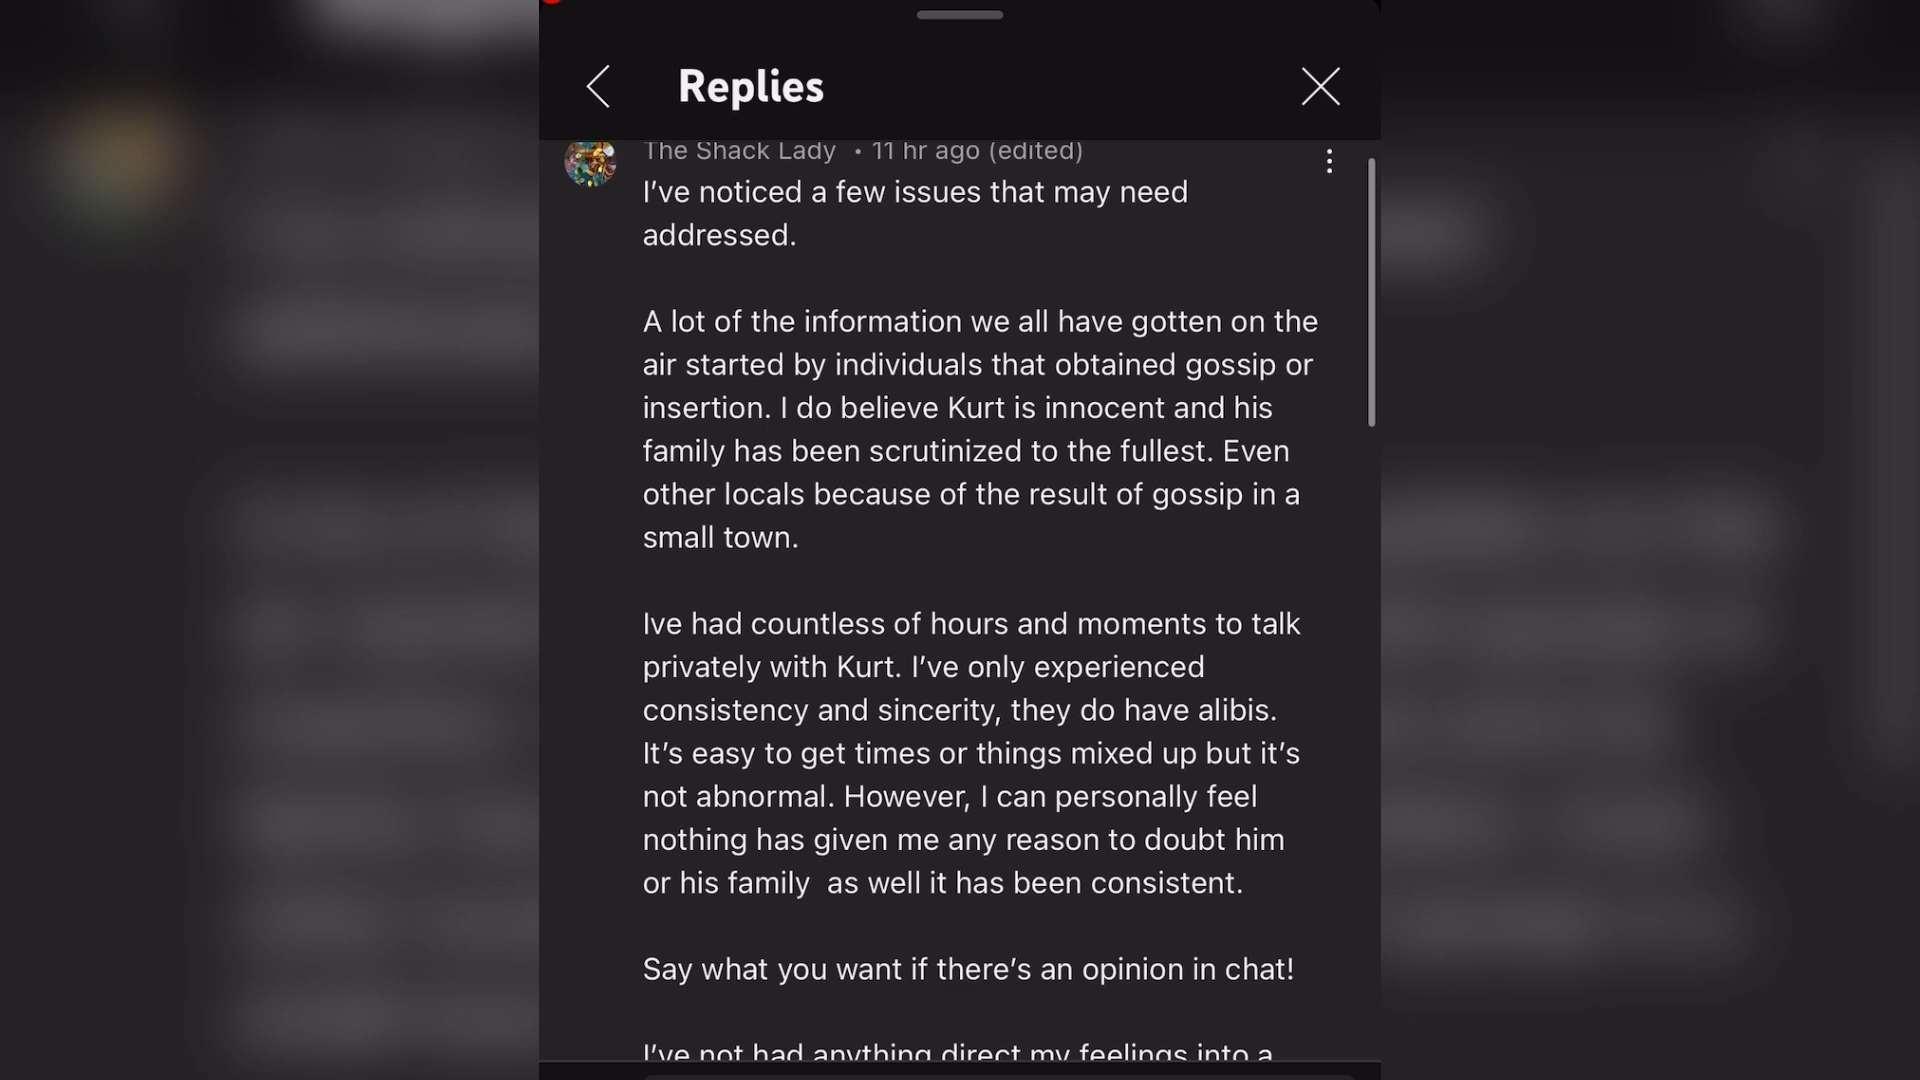 Replies
The Shack Lady • 11 hr ago (edited)
I’ve noticed a few issues that may need
addressed.
A lot of the information we all have gotten on the
air started by individuals that obtained gossip or
insertion. I do believe Kurt is innocent and his
family has been scrutinized to the fullest. Even
other locals because of the result of gossip in a
small town.
Ive had countless of hours and moments to talk
privately with Kurt. I’ve only experienced
consistency and sincerity, they do have alibis.
It’s easy to get times or things mixed up but it’s
not abnormal. However, I can personally feel
nothing has given me any reason to doubt him
or his family  as well it has been consistent.
Say what you want if there’s an opinion in chat!
I’ve not had anything direct my feelings into a